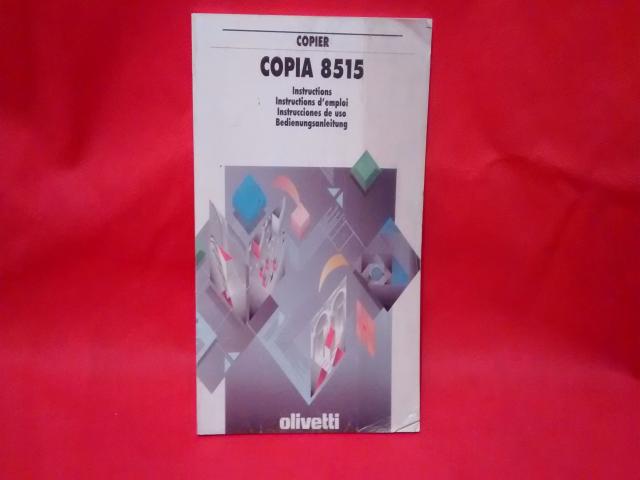 COPIER
COPIA 8515
Instructions
Instructions d'emploi
Instrucciones de uso
Bedienungsanleitung
olivetti